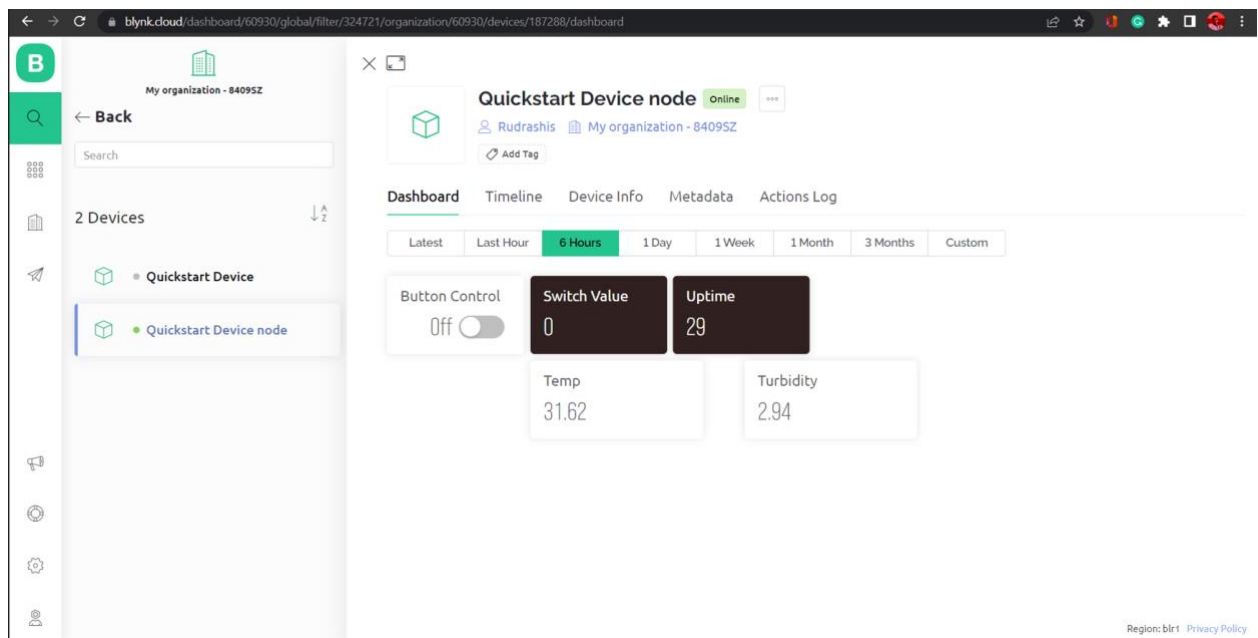 blynk.cloud/dashboard/60930/global/filter/324721/organization/60930/devices/187288/dashboard
B
My organization - 8409SZ
Back
Search
2 Devices
A
Z
Quickstart Device
Quickstart Device node
Quickstart Device node Online
Rudrashis My organization - 8409SZ
Add Tag
Dashboard Timeline Device Info Metadata Actions Log
Latest Last Hour 6 Hours 1 Day 1 Week 1 Month 3 Months Custom
Button Control Switch Value Uptime
Off 0 29
Temp Turbidity
31.62 2.94
Region: blr1 Privacy Policy